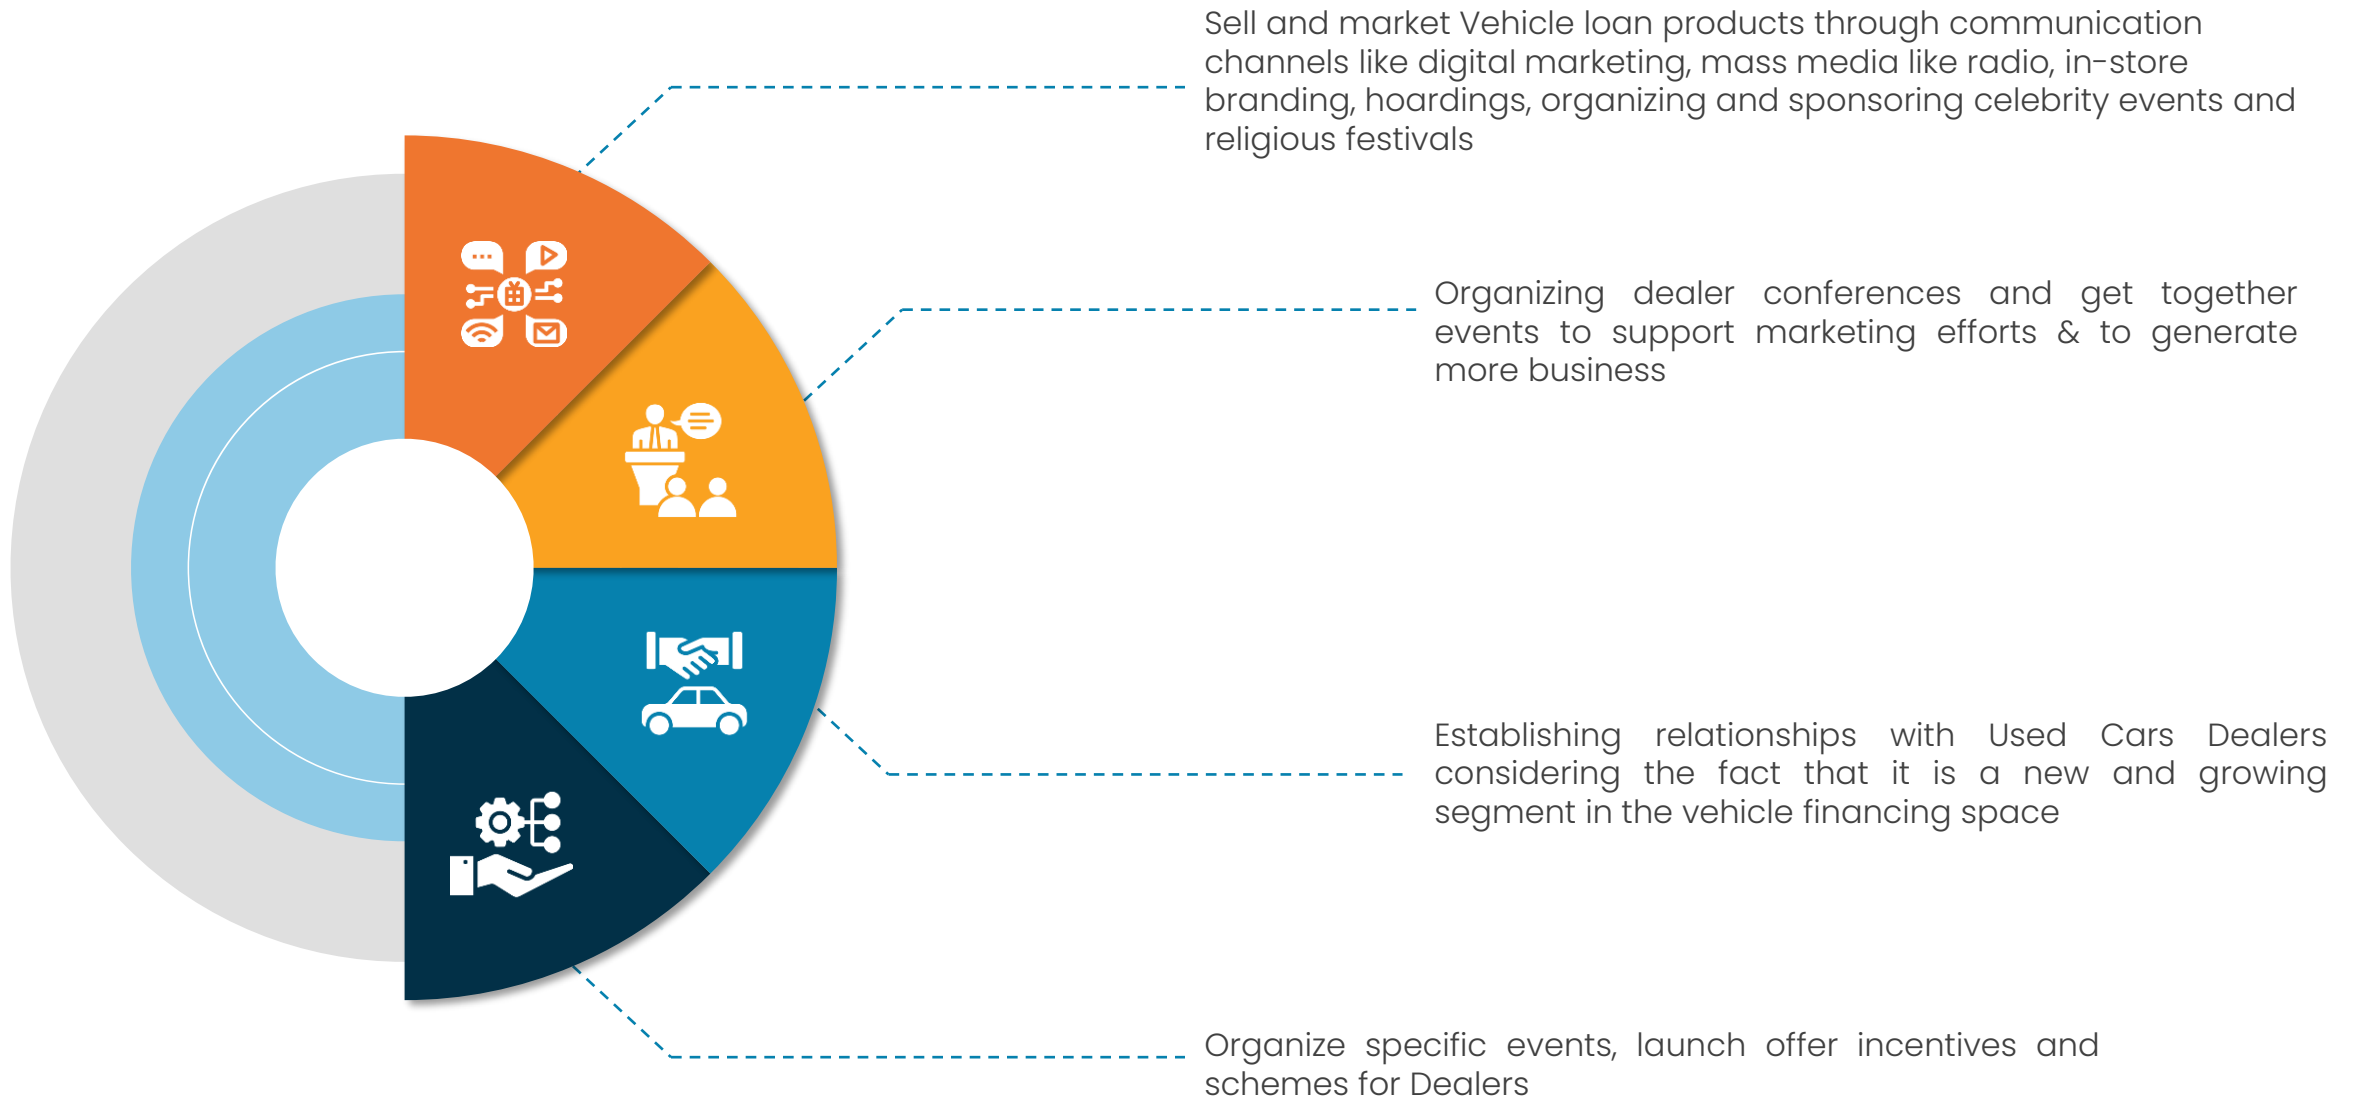 Sell and market Vehicle loan products through communication
channels like digital marketing, mass media like radio, in-store
branding, hoardings, organizing and sponsoring celebrity events and
religious festivals
Organizing dealer conferences and get together
events to support marketing efforts & to generate
more business
Establishing relationships with Used Cars Dealers
considering the fact that it is a new and growing
segment in the vehicle financing space
Organize specific events, launch offer incentives and
schemes for Dealers